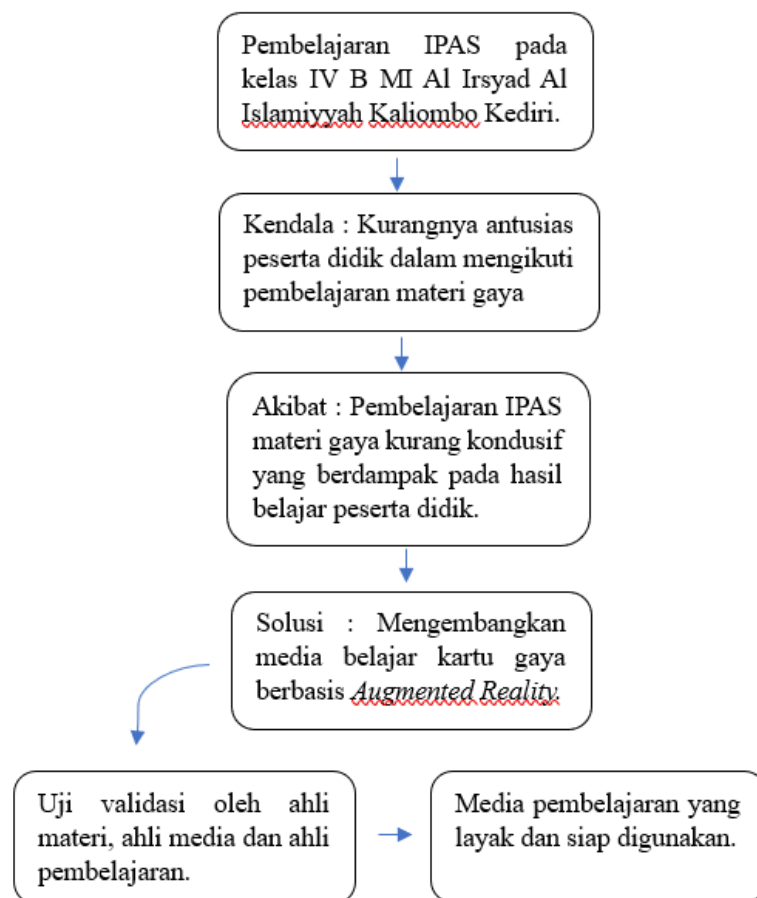 Pembelajaran IPAS pada
kelas IV B MI Al Irsyad Al
Islamiyyah Kaliombo Kediri.
Kendala : Kurangnya antusias
peserta didik dalam mengikuti
pembelajaran materi gaya
Akibat : Pembelajaran IPAS
materi gaya kurang kondusif
yang berdampak pada hasil
belajar peserta didik.
Solusi : Mengembangkan
media belajar kartu gaya
berbasis Augmented Reality.
Uji validasi oleh ahli
materi, ahli media dan ahli
pembelajaran.
Media pembelajaran yang
layak dan siap digunakan.